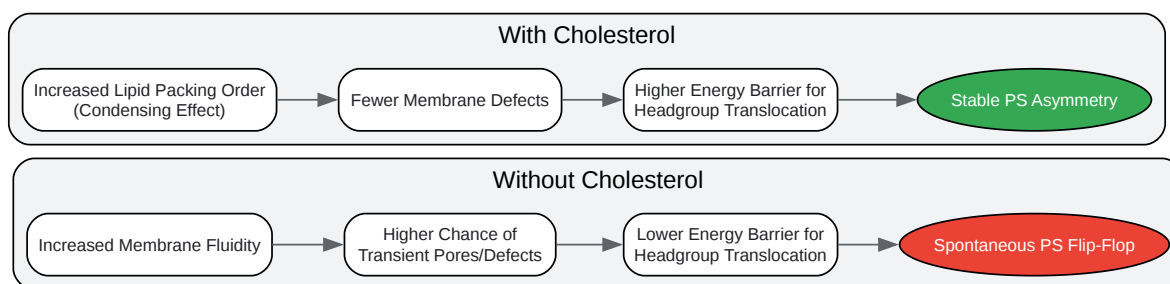 With Cholesterol
Increased Lipid Packing Order
(Condensing Effect)
Fewer Membrane Defects
Higher Energy Barrier for
Headgroup Translocation
Stable PS Asymmetry
Without Cholesterol
Increased Membrane Fluidity
Higher Chance of
Transient Pores/Defects
Lower Energy Barrier for
Headgroup Translocation
Spontaneous PS Flip-Flop